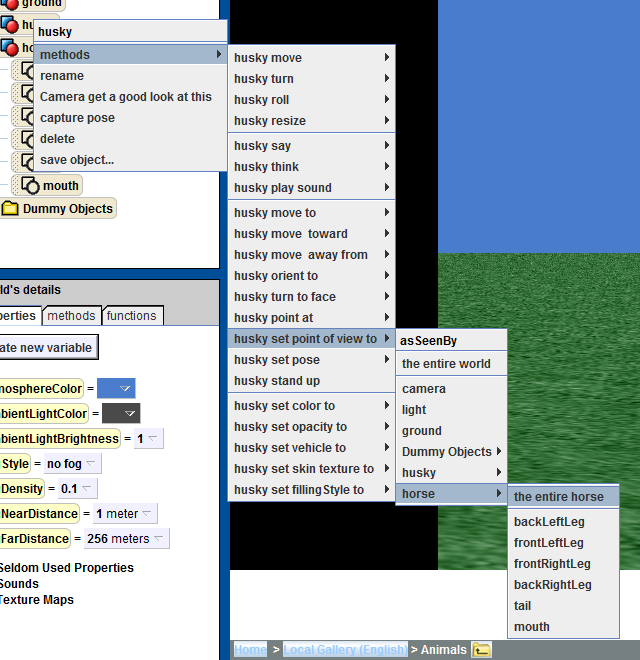 ground
husky
methods
rename
Camera get a good look at this
capture pose
delete
save object...
mouth
Dummy Objects
husky move
husky turn
husky roll
husky resize
husky say
husky think
husky play sound
husky move to
husky move toward
husky move away from
husky orient to
husky turn to face
husky point at
husky set point of view to
husky set pose
husky stand up
husky set color to
husky set opacity to
husky set vehicle to
husky set skin texture to
husky set fillingStyle to
asSeenBy
the entire world
camera
light
ground
Dummy Objects
husky
horse
the entire horse
backLeftLeg
frontLeftLeg
frontRightLeg
backRightLeg
tail
mouth
ld's details
perties methods functions
ate new variable
nosphereColor =
nbientLightColor =
nbientLightBrightness = 1
Style = no fog
Density = 0.1
NearDistance = 1 meter
FarDistance = 256 meters
Seldom Used Properties
Sounds
Texture Maps
Home > Local Gallery (English) > Animals